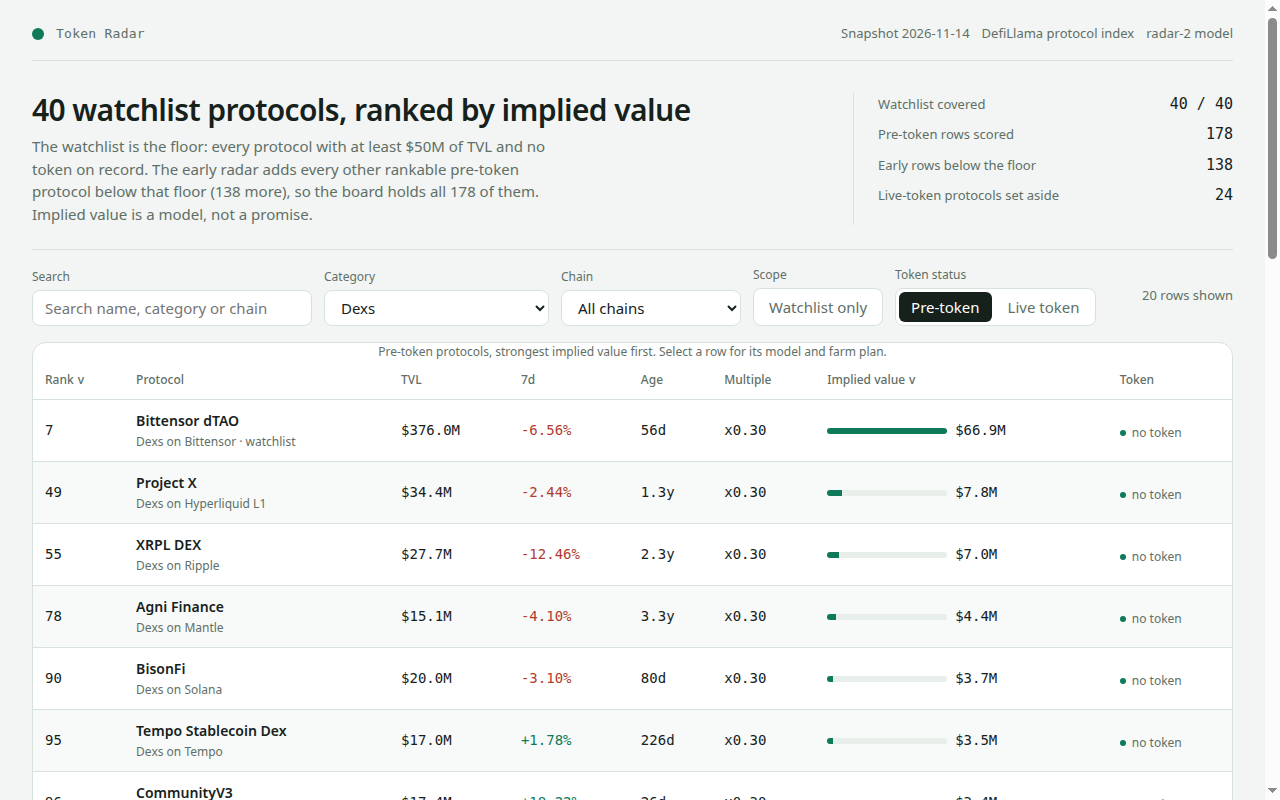 Token Radar
Snapshot 2026-11-14 DefiLlama protocol index radar-2 model
40 watchlist protocols, ranked by implied value
The watchlist is the floor: every protocol with at least $50M of TVL and no
token on record. The early radar adds every other rankable pre-token
protocol below that floor (138 more), so the board holds all 178 of them.
Implied value is a model, not a promise.
Watchlist covered 40 / 40
Pre-token rows scored 178
Early rows below the floor 138
Live-token protocols set aside 24
Search Category Chain Scope Token status
Search name, category or chain Dexs All chains Watchlist only Pre-token Live token 20 rows shown
Pre-token protocols, strongest implied value first. Select a row for its model and farm plan.
Rank v Protocol TVL 7d Age Multiple Implied value v Token
7 Bittensor dTAO $376.0M -6.56% 56d x0.30 $66.9M no token
Dexs on Bittensor · watchlist
49 Project X $34.4M -2.44% 1.3y x0.30 $7.8M no token
Dexs on Hyperliquid L1
55 XRPL DEX $27.7M -12.46% 2.3y x0.30 $7.0M no token
Dexs on Ripple
78 Agni Finance $15.1M -4.10% 3.3y x0.30 $4.4M no token
Dexs on Mantle
90 BisonFi $20.0M -3.10% 80d x0.30 $3.7M no token
Dexs on Solana
95 Tempo Stablecoin Dex $17.0M +1.78% 226d x0.30 $3.5M no token
Dexs on Tempo
CommunityV3